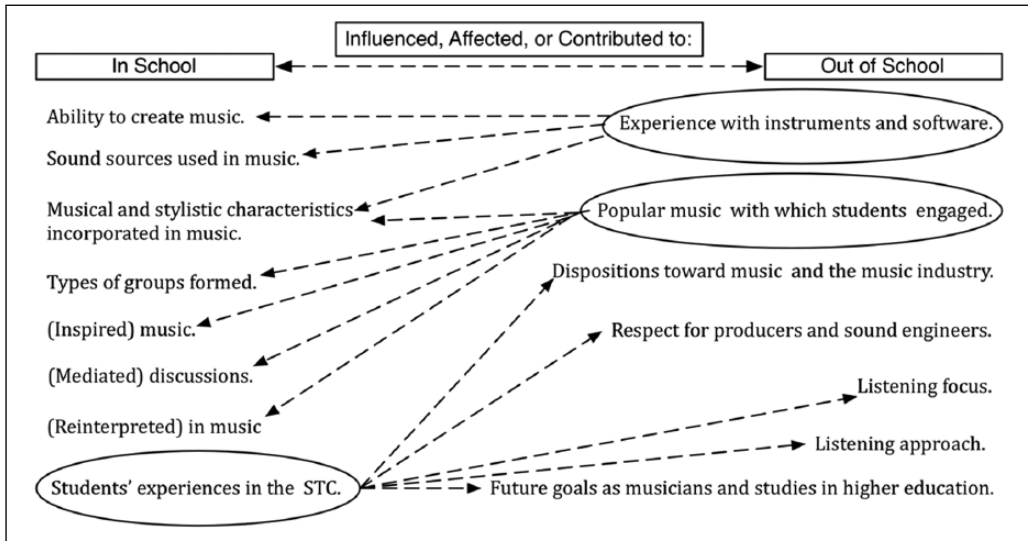 Influenced, Affected, or Contributed to:
In School
Out of School
Ability to create music.
Experience with instruments and software.
Sound sources used in music.
Musical and stylistic characteristics
incorporated in music.
Popular music with which students engaged.
Types of groups formed.
Dispositions toward music and the music industry.
(Inspired) music.
Respect for producers and sound engineers.
(Mediated) discussions.
Listening focus.
(Reinterpreted) in music
Listening approach.
Students' experiences in the STC.
Future goals as musicians and studies in higher education.